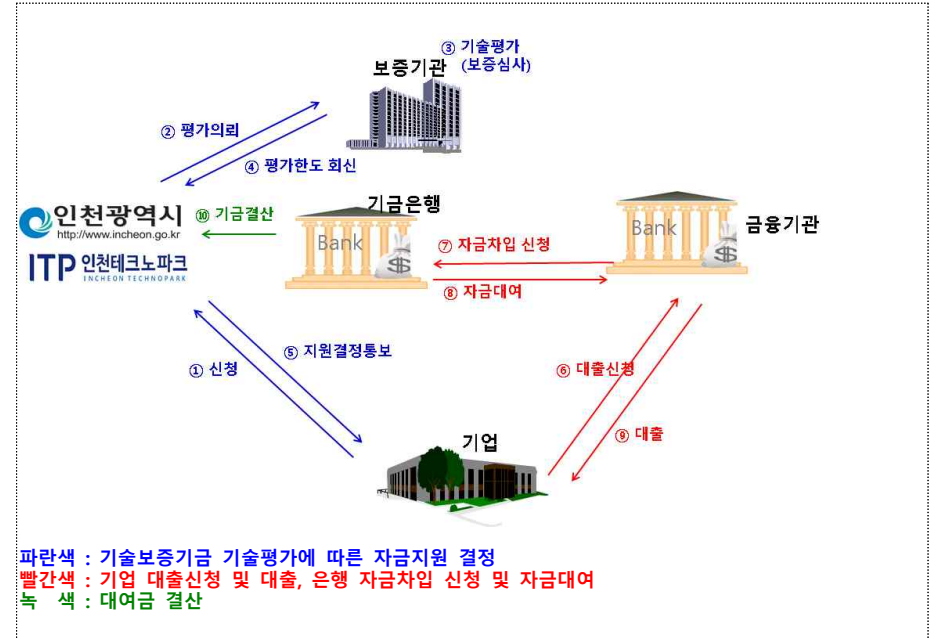 ③ 기술평가
(보증심사)
보증기관
② 평가의뢰
④ 평가한도 회신
인천광역시
http://www.incheon.go.kr
ITP 인천테크노파크
INCHEON TECHNOPARK
⑩ 기금결산
기금은행
Bank
$
⑦ 자금차입 신청
⑧ 자금대여
Bank
$
금융기관
⑤ 지원결정통보
① 신청
⑥ 대출신청
⑨ 대출
기업
파란색 : 기술보증기금 기술평가에 따른 자금지원 결정
빨간색 : 기업 대출신청 및 대출, 은행 자금차입 신청 및 자금대여
녹 색 : 대여금 결산